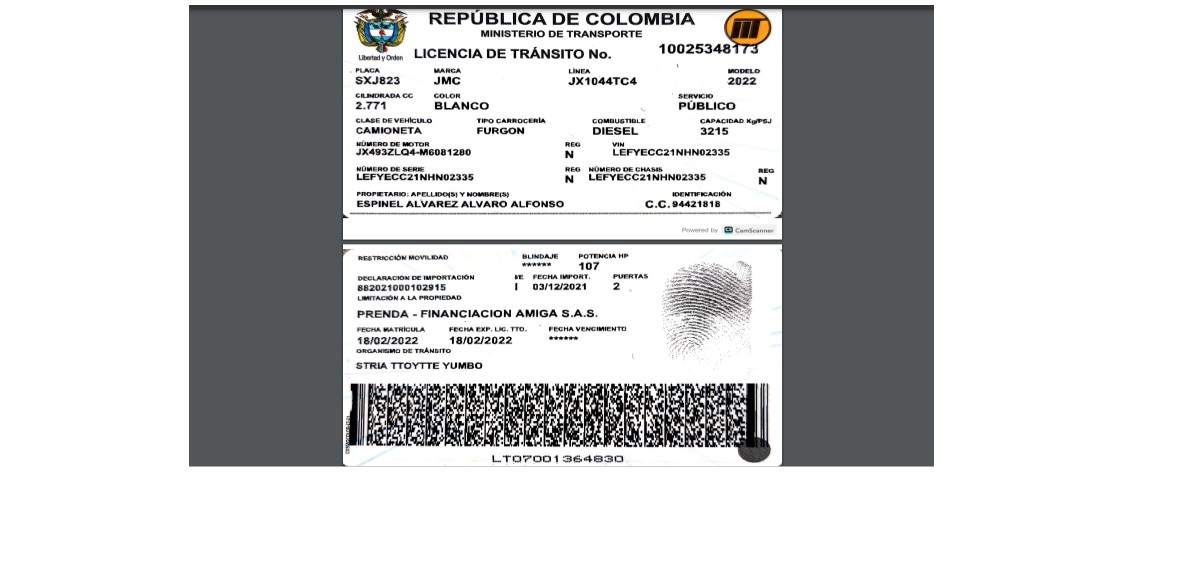 REPÚBLICA DE COLOMBIA
MINISTERIO DE TRANSPORTE
Libertad y Orden
LICENCIA DE TRÁNSITO No. 10025348173
PLACA MARCA LÍNEA MODELO
SXJ823 JMC JX1044TC4 2022
CILINDRADA CC COLOR SERVICIO
2.771 BLANCO PÚBLICO
CLASE DE VEHÍCULO TIPO CARROCERÍA COMBUSTIBLE CAPACIDAD Kg/PSJ
CAMIONETA FURGON DIESEL 3215
NÚMERO DE MOTOR REG VIN
JX493ZLQ4-M6081280 N LEFYECC21NHN02335
NÚMERO DE SERIE REG NÚMERO DE CHASIS REG
LEFYECC21NHN02335 N LEFYECC21NHN02335 N
PROPIETARIO: APELLIDO(S) Y NOMBRE(S) IDENTIFICACIÓN
ESPINEL ALVAREZ ALVARO ALFONSO C.C. 94421818
Powered by CS CamScanner
RESTRICCIÓN MOVILIDAD BLINDAJE POTENCIA HP
****** 107
DECLARACIÓN DE IMPORTACIÓN I/E FECHA IMPORT. PUERTAS
882021000102915 I 03/12/2021 2
LIMITACIÓN A LA PROPIEDAD
PRENDA - FINANCIACION AMIGA S.A.S.
FECHA MATRÍCULA FECHA EXP. LIC. TTO. FECHA VENCIMIENTO
18/02/2022 18/02/2022 ******
ORGANISMO DE TRÁNSITO
STRIA TTOYTTE YUMBO
LT07001364830